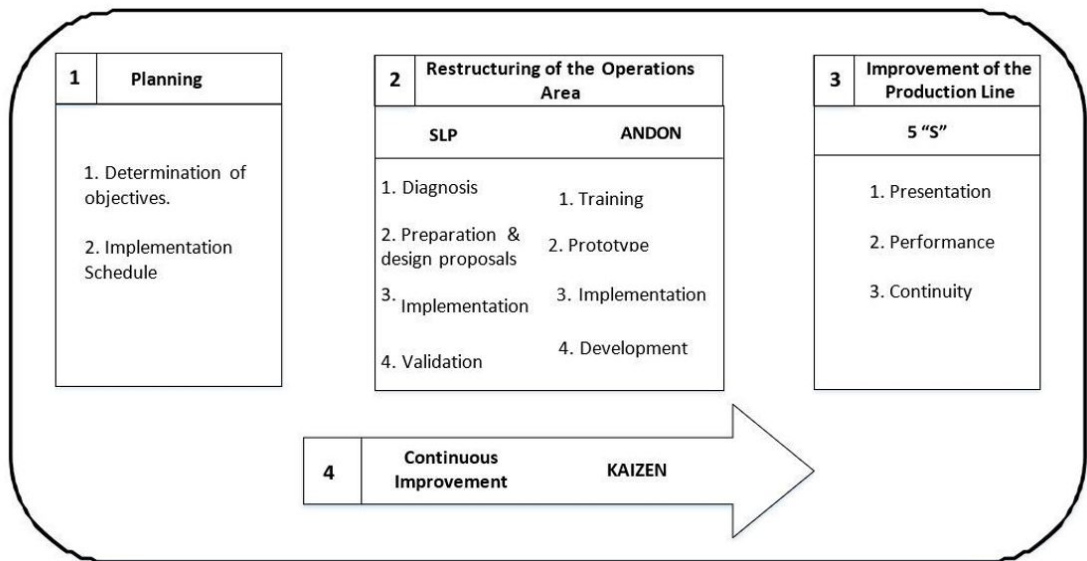 1
Planning
1. Determination of
objectives.
2. Implementation
Schedule
2
Restructuring of the Operations
Area
SLP
1. Diagnosis
2. Preparation &
design proposals
3. Implementation
4. Validation
ANDON
1. Training
2. Prototype
3. Implementation
4. Development
3
Improvement of the
Production Line
5 “S”
1. Presentation
2. Performance
3. Continuity
4
Continuous
Improvement
KAIZEN